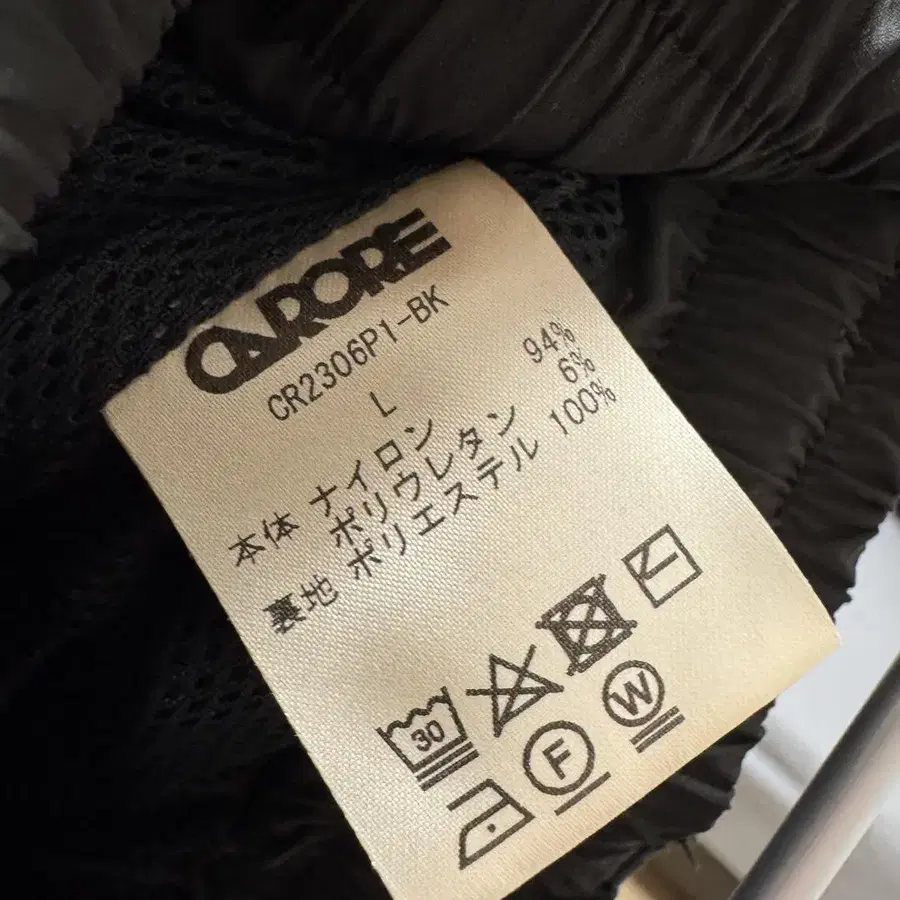 CARORE
CR2306P1-BK
L
本体 ナイロン 94%
ポリウレタン 6%
裏地 ポリエステル 100%
30
F
W